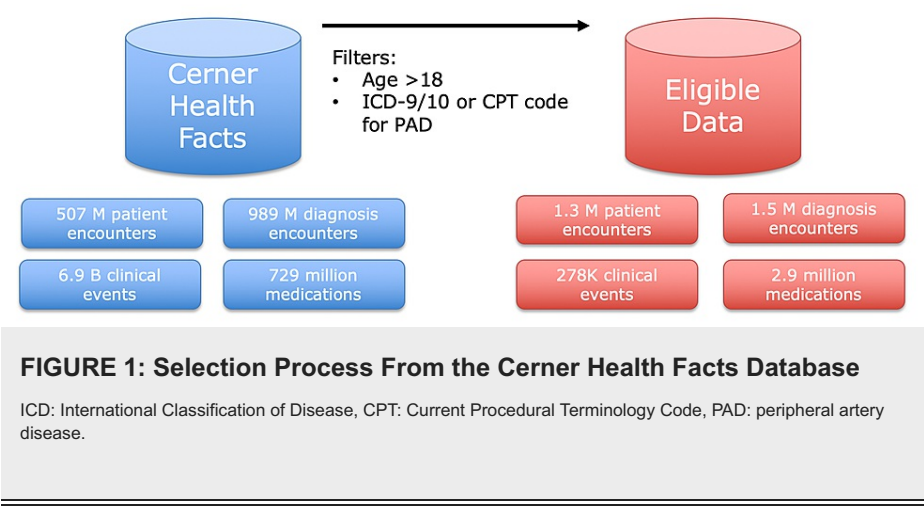 Cerner
Health
Facts
Filters:
• Age >18
• ICD-9/10 or CPT code
for PAD
Eligible
Data
507 M patient
encounters
989 M diagnosis
encounters
6.9 B clinical
events
729 million
medications
1.3 M patient
encounters
1.5 M diagnosis
encounters
278K clinical
events
2.9 million
medications
FIGURE 1: Selection Process From the Cerner Health Facts Database
ICD: International Classification of Disease, CPT: Current Procedural Terminology Code, PAD: peripheral artery
disease.